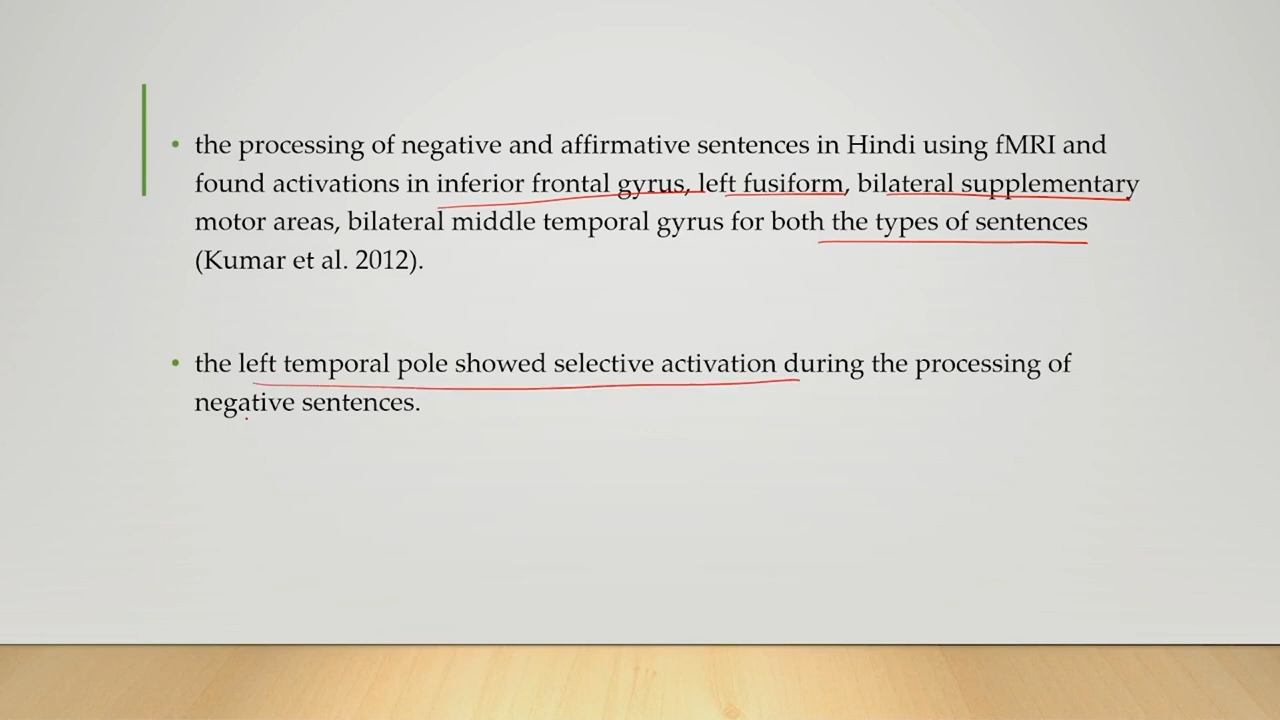 • the processing of negative and affirmative sentences in Hindi using fMRI and
found activations in inferior frontal gyrus, left fusiform, bilateral supplementary
motor areas, bilateral middle temporal gyrus for both the types of sentences
(Kumar et al. 2012).
• the left temporal pole showed selective activation during the processing of
negative sentences.